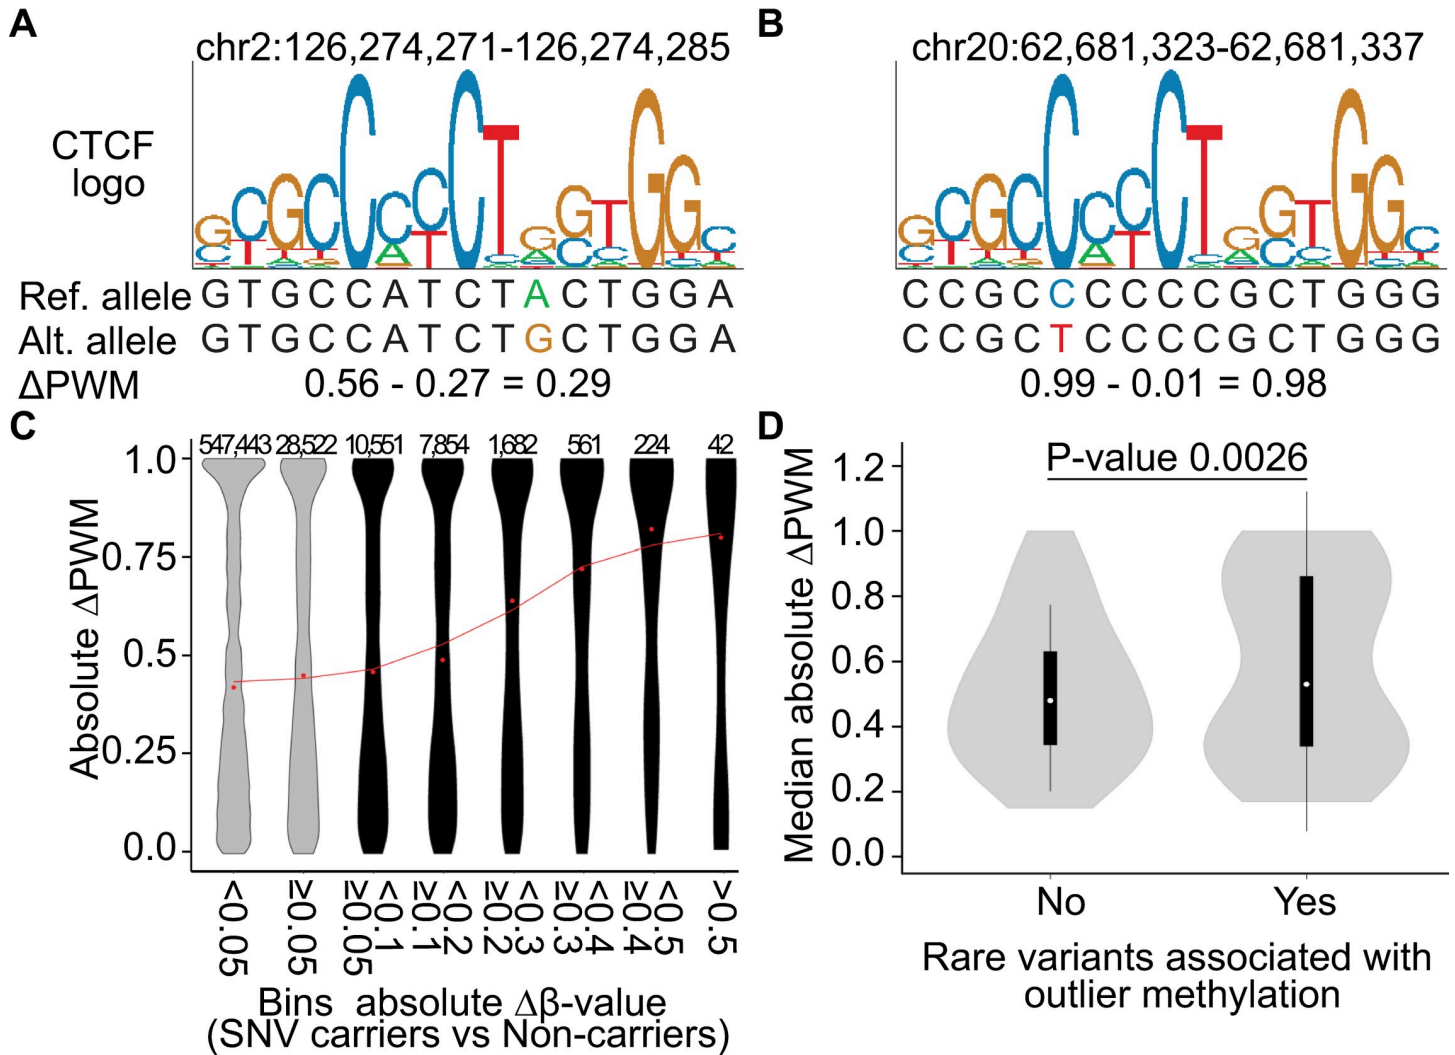 A
chr2:126,274,271-126,274,285
CTCF
logo
Ref. allele G T G C C A T C T A C T G G A
Alt. allele G T G C C A T C T G C T G G A
ΔPWM 0.56 - 0.27 = 0.29
B
chr20:62,681,323-62,681,337
C C G C C C C C C G C T G G G
C C G C T C C C C G C T G G G
0.99 - 0.01 = 0.98
C
547,443 28,522 10,551 7,854 1,682 561 224 42
Absolute ΔPWM
1.0
0.75
0.5
0.25
0.0
<0.05
≥0.05
≥0.05
<0.1
≥0.1
<0.2
≥0.2
<0.3
≥0.3
<0.4
≥0.4
<0.5
>0.5
Bins absolute Δβ-value
(SNV carriers vs Non-carriers)
D
P-value 0.0026
Median absolute ΔPWM
1.2
1.0
0.8
0.6
0.4
0.2
0.0
No Yes
Rare variants associated with
outlier methylation